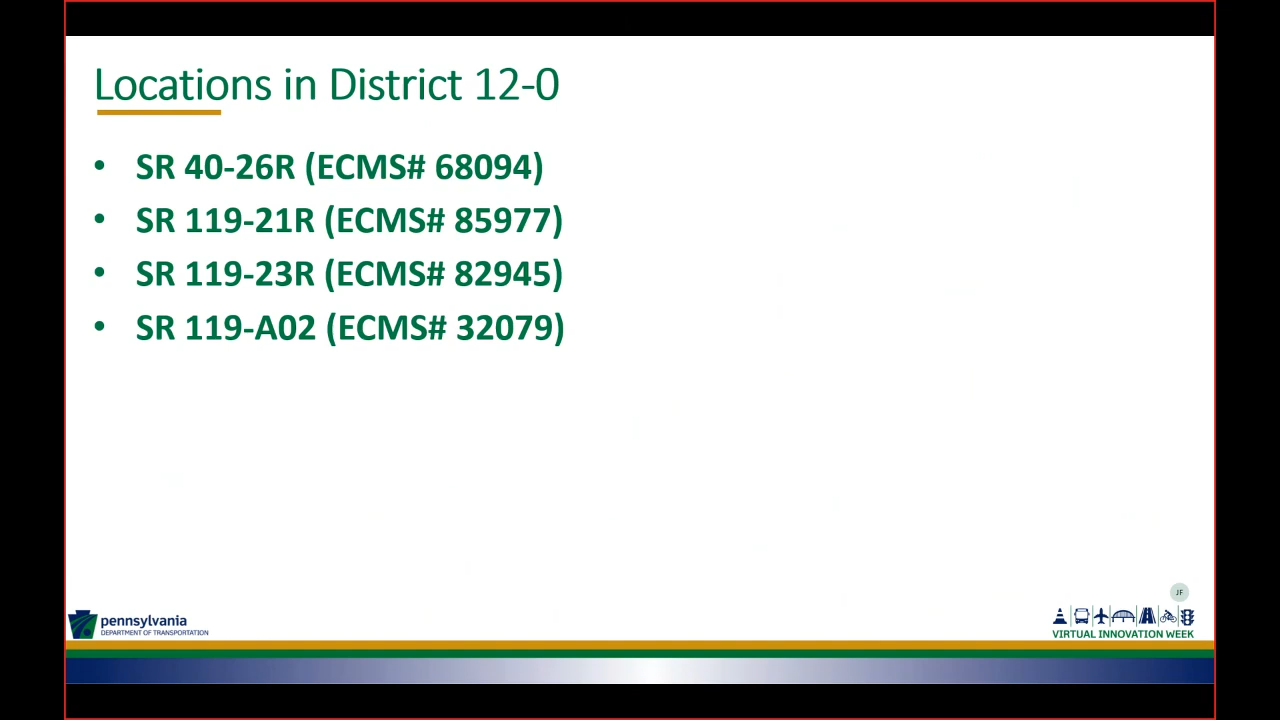 Locations in District 12-0
• SR 40-26R (ECMS# 68094)
• SR 119-21R (ECMS# 85977)
• SR 119-23R (ECMS# 82945)
• SR 119-A02 (ECMS# 32079)
JF
pennsylvania
DEPARTMENT OF TRANSPORTATION
VIRTUAL INNOVATION WEEK